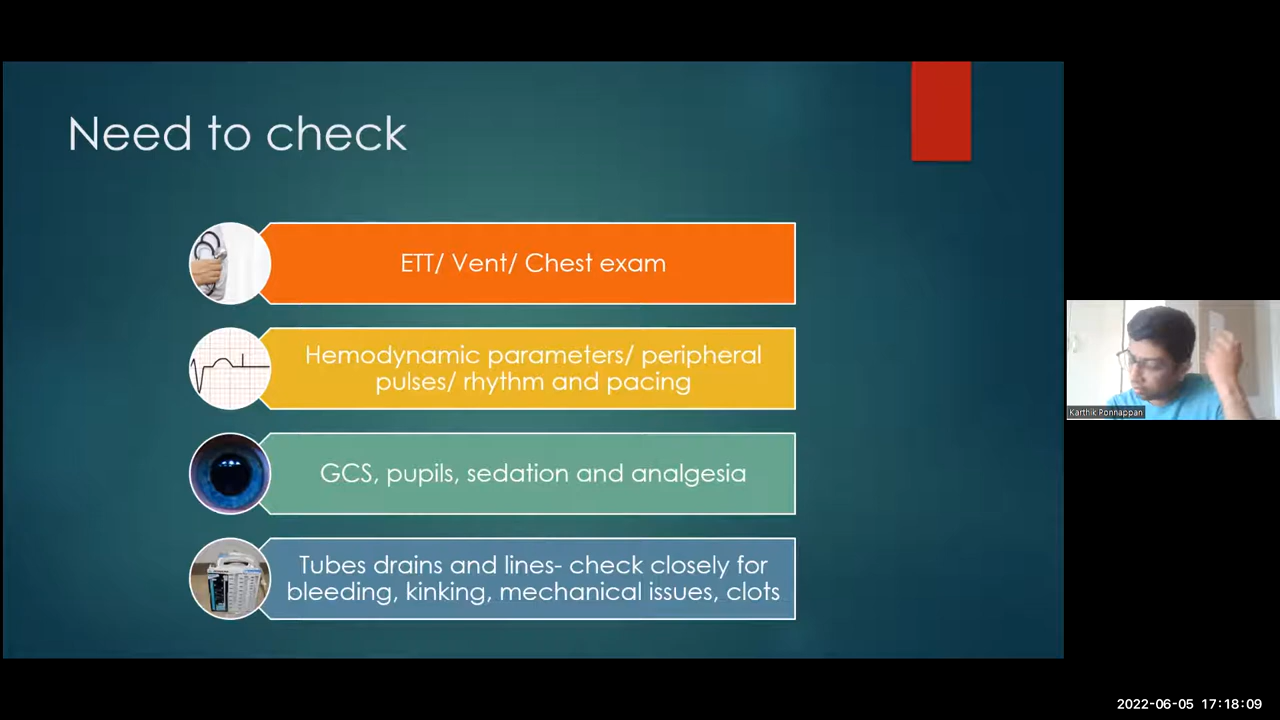 Need to check
ETT/ Vent/ Chest exam
Hemodynamic parameters/ peripheral
pulses/ rhythm and pacing
GCS, pupils, sedation and analgesia
Tubes drains and lines- check closely for
bleeding, kinking, mechanical issues, clots
Karthik Ponnappan
2022-06-05 17:18:09